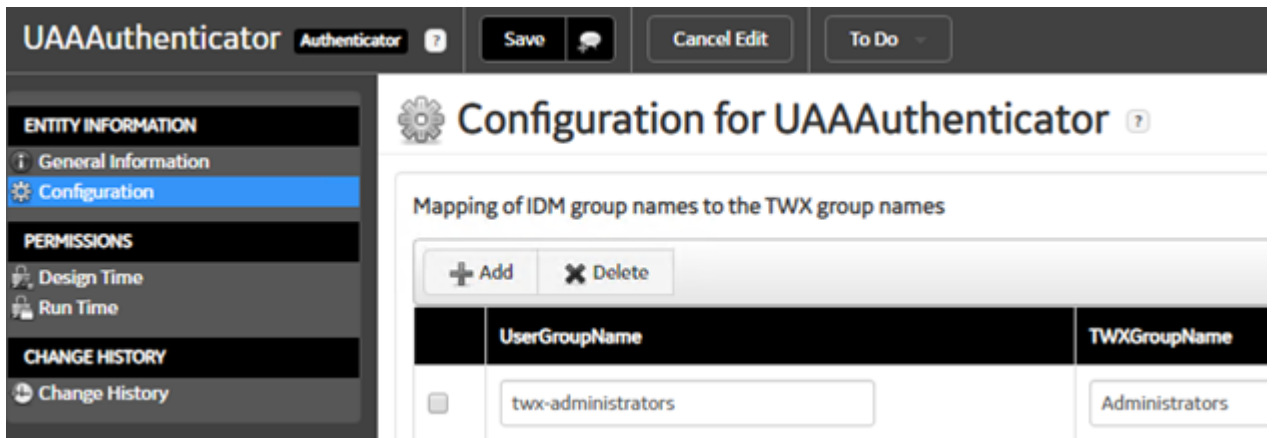 UAAAuthenticator Authenticator ? Save Cancel Edit To Do
ENTITY INFORMATION
General Information
Configuration
PERMISSIONS
Design Time
Run Time
CHANGE HISTORY
Change History
Configuration for UAAAuthenticator ?
Mapping of IDM group names to the TWX group names
Add Delete
UserGroupName TWXGroupName
twx-administrators Administrators